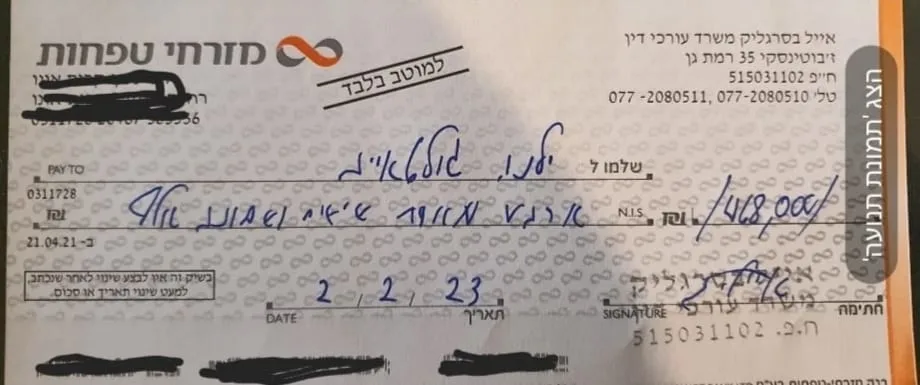 מזרחי טפחות
למוטב בלבד
אייל בסרגליק משרד עורכי דין
ז'בוטינסקי 35 רמת גן
ח״פ 515031102
טל' 077-2080510, 077-2080511
הצג 'תמונת תנועה'
שלמו ל PAY TO
0311728
/468,000/ ₪ N.I.S. ארבע מאות שישים ושמונה אלף ₪
ב- 21.04.21
בשיק זה אין לבצע שינוי לאחר שנכתב,
למעט שינוי תאריך או סכום.
2/2/23
תאריך DATE
חתימה SIGNATURE
משרד עורכי
ח.פ. 515031102